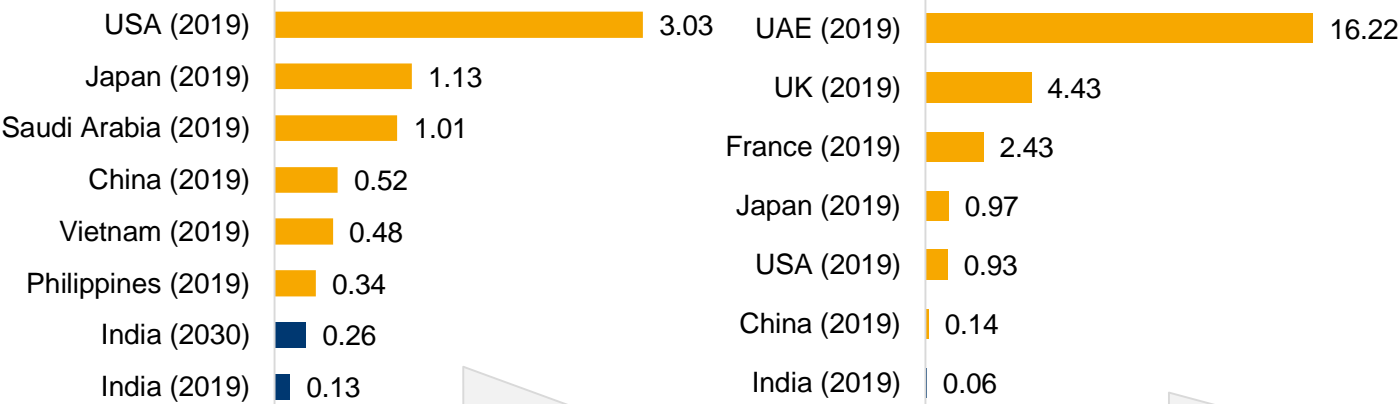 USA (2019) 3.03
Japan (2019) 1.13
Saudi Arabia (2019) 1.01
China (2019) 0.52
Vietnam (2019) 0.48
Philippines (2019) 0.34
India (2030) 0.26
India (2019) 0.13
UAE (2019) 16.22
UK (2019) 4.43
France (2019) 2.43
Japan (2019) 0.97
USA (2019) 0.93
China (2019) 0.14
India (2019) 0.06